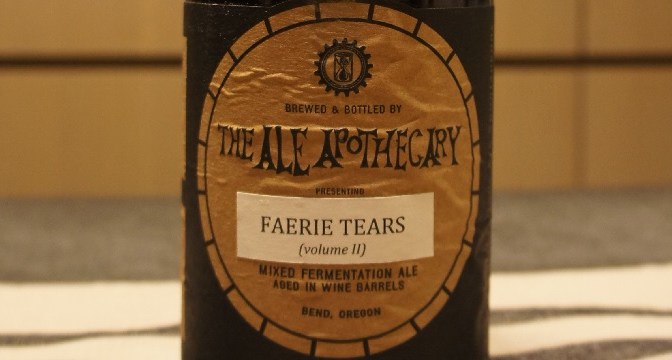 BREWED & BOTTLED BY
THE ALE APOTHECARY
PRESENTING
FAERIE TEARS
(volume II)
MIXED FERMENTATION ALE
AGED IN WINE BARRELS
BEND, OREGON